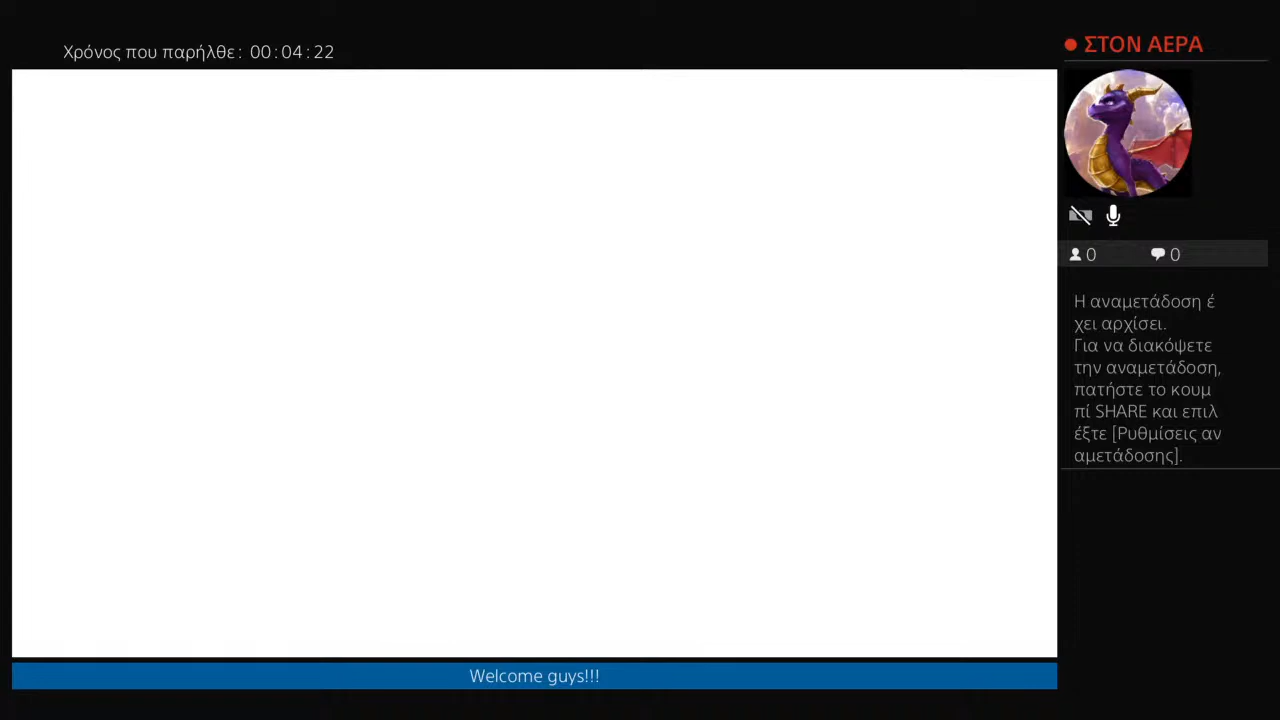 Χρόνος που παρήλθε: 00:04:22
ΣΤΟΝ ΑΕΡΑ
0 0
Η αναμετάδοση έ
χει αρχίσει.
Για να διακόψετε
την αναμετάδοση,
πατήστε το κουμ
πί SHARE και επιλ
έξτε [Ρυθμίσεις αν
αμετάδοσης].
Welcome guys!!!